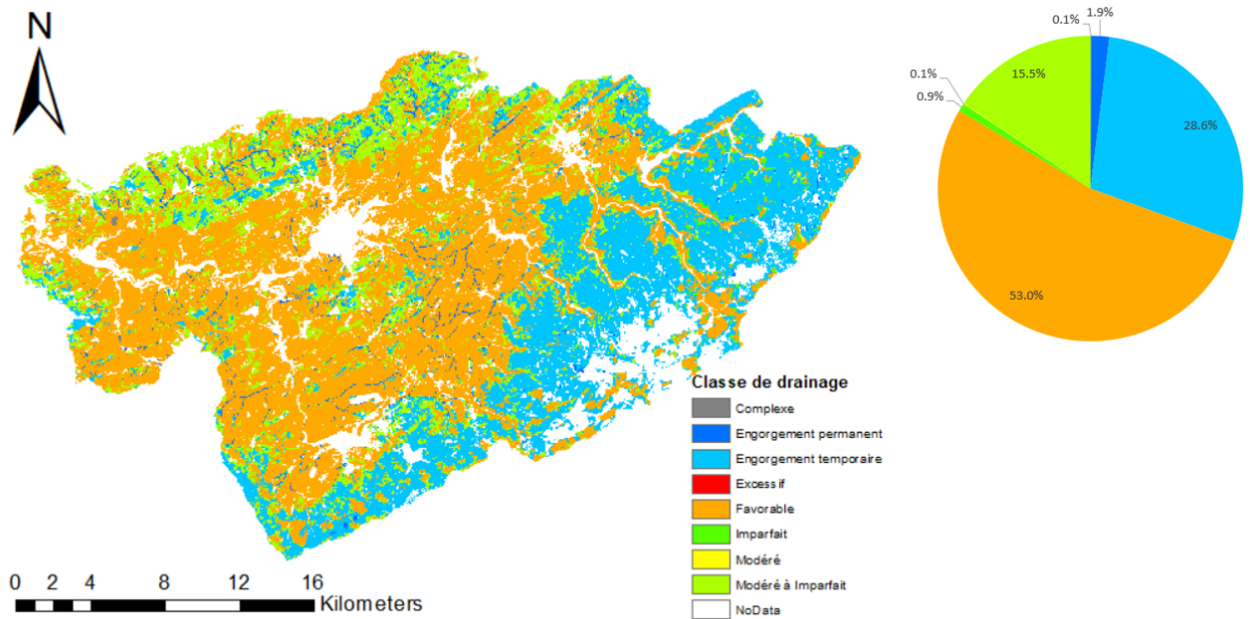 N
0.1%
1.9%
0.1%
15.5%
0.9%
28.6%
53.0%
Classe de drainage
Complexe
Engorgement permanent
Engorgement temporaire
Excessif
Favorable
Imparfait
Modéré
Modéré à Imparfait
NoData
0 2 4 8 12 16
Kilometers